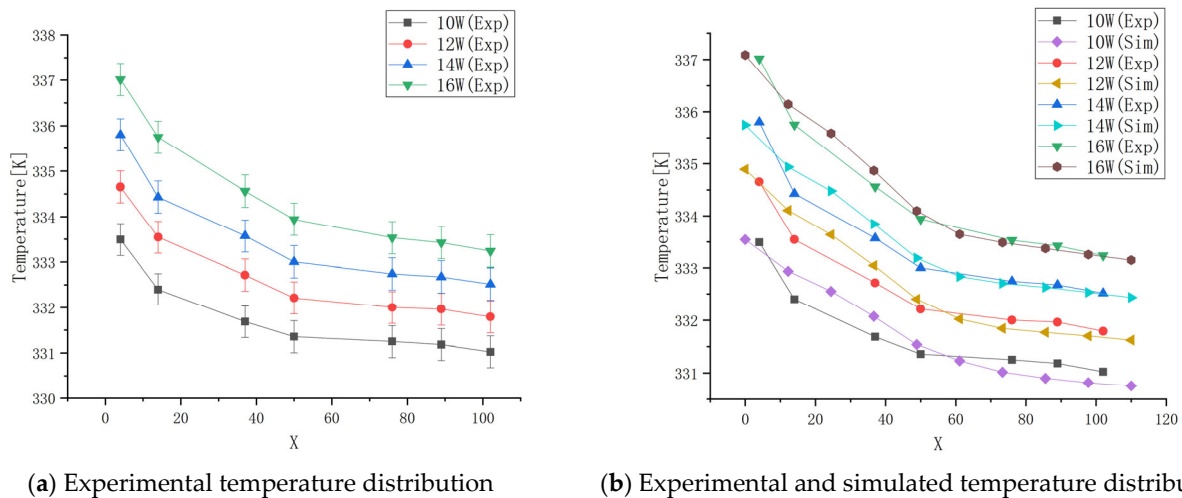 10W(Exp)
12W(Exp)
14W(Exp)
16W(Exp)
338
337
336
335
334
333
332
331
330
Temperature[K]
0
20
40
60
80
100
X
(a) Experimental temperature distribution
10W(Exp)
10W(Sim)
12W(Exp)
12W(Sim)
14W(Exp)
14W(Sim)
16W(Exp)
16W(Sim)
337
336
335
334
333
332
331
Temperature[K]
0
20
40
60
80
100
120
X
(b) Experimental and simulated temperature distribu